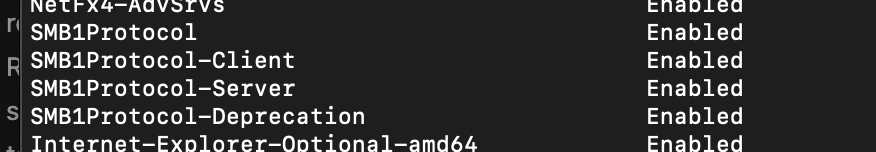 NetFx4-AdvSrvs Enabled
SMB1Protocol Enabled
SMB1Protocol-Client Enabled
SMB1Protocol-Server Enabled
SMB1Protocol-Deprecation Enabled
Internet-Explorer-Optional-amd64 Enabled